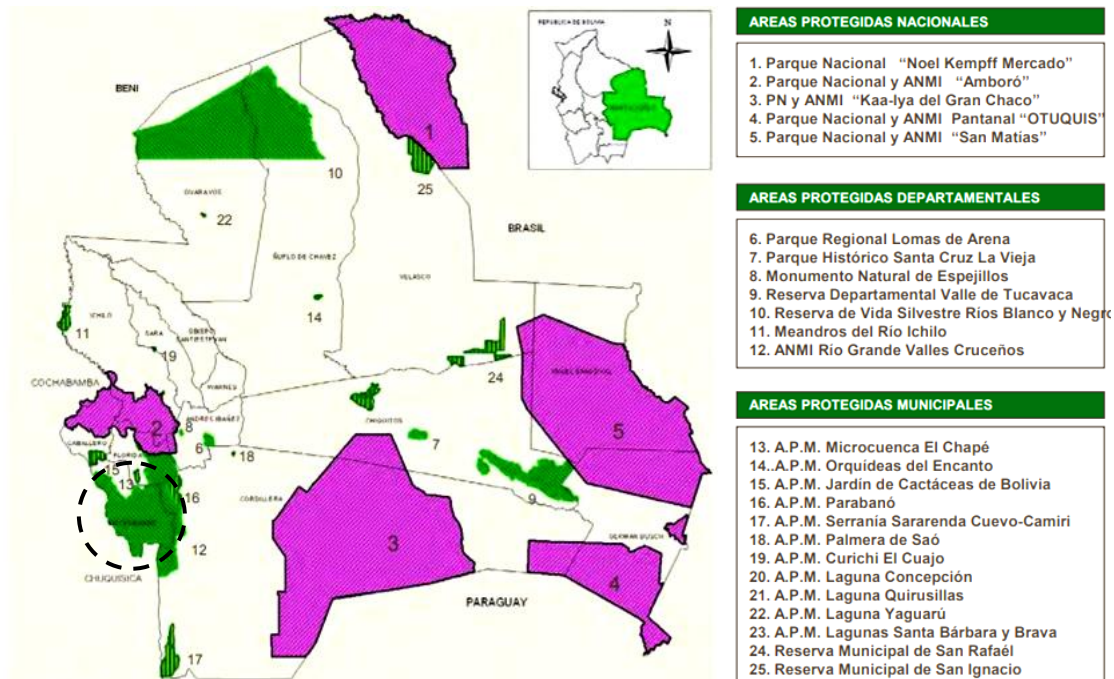 REPUBLICA DE BOLIVIA
N
BENI
1
10
25
GUARAYOS
22
BRASIL
ÑUFLO DE CHAVEZ
VELASCO
ICHILO
14
11
SARA
OBISPO
SANTIESTEVAN
19
24
COCHABAMBA
WARNES
ANGEL SANDOVAL
2
8
ANDRES IBAÑEZ
CHIQUITOS
CABALLERO
FLORIDA
6
7
5
18
15
13
16
CORDILLERA
9
12
3
GERMAN BUSCH
CHUQUISICA
4
PARAGUAY
17
AREAS PROTEGIDAS NACIONALES
1. Parque Nacional “Noel Kempff Mercado”
2. Parque Nacional y ANMI “Amboró”
3. PN y ANMI “Kaa-Iya del Gran Chaco”
4. Parque Nacional y ANMI Pantanal “OTUQUIS”
5. Parque Nacional y ANMI “San Matías”
AREAS PROTEGIDAS DEPARTAMENTALES
6. Parque Regional Lomas de Arena
7. Parque Histórico Santa Cruz La Vieja
8. Monumento Natural de Espejillos
9. Reserva Departamental Valle de Tucavaca
10. Reserva de Vida Silvestre Ríos Blanco y Negro
11. Meandros del Río Ichilo
12. ANMI Río Grande Valles Cruceños
AREAS PROTEGIDAS MUNICIPALES
13. A.P.M. Microcuenca El Chapé
14..A.P.M. Orquídeas del Encanto
15. A.P.M. Jardín de Cactáceas de Bolivia
16. A.P.M. Parabanó
17. A.P.M. Serranía Sararenda Cuevo-Camiri
18. A.P.M. Palmera de Saó
19. A.P.M. Curichi El Cuajo
20. A.P.M. Laguna Concepción
21. A.P.M. Laguna Quirusillas
22. A.P.M. Laguna Yaguarú
23. A.P.M. Lagunas Santa Bárbara y Brava
24. Reserva Municipal de San Rafaél
25. Reserva Municipal de San Ignacio